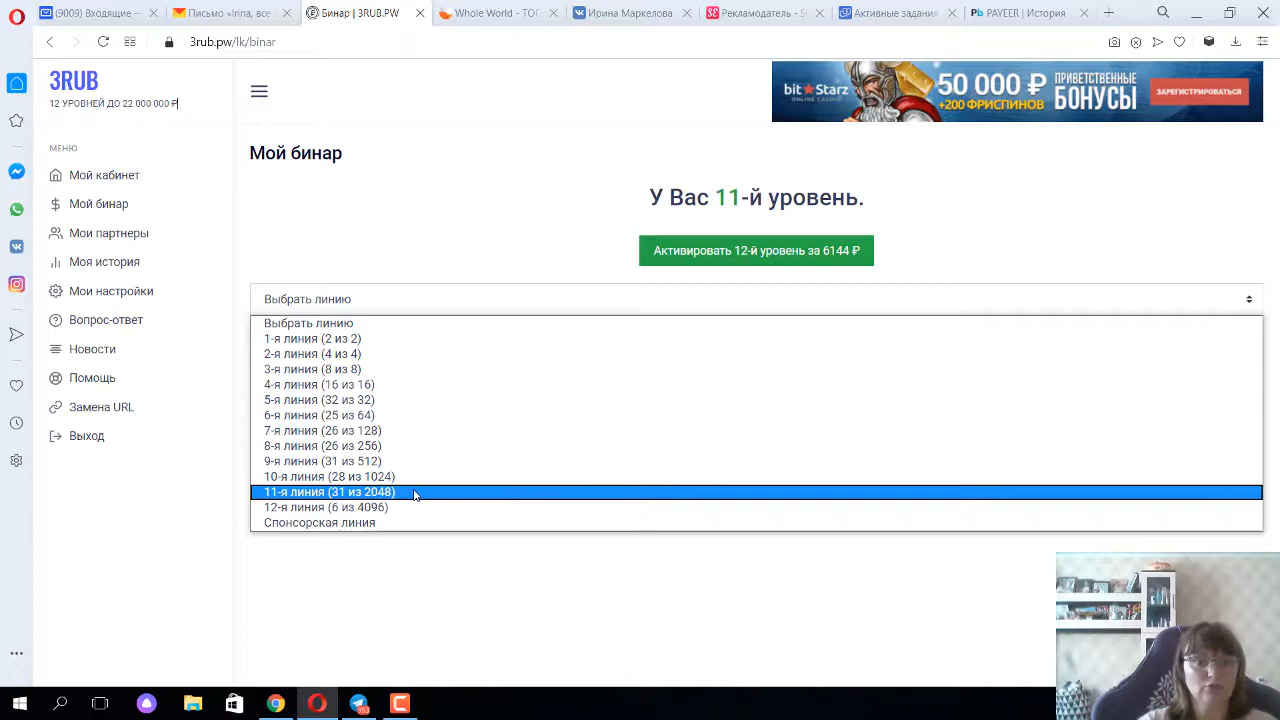 (9009) Входящие —
Письмо «Irina, все
Бинар | 3RUB.PW
Whole World - ТОП
Ирина Маркелова
Рекламодатель - S
Активные задания
PAYEER | История
3rub.pw/lk/binar
3RUB
12 УРОВНЕЙ ДО 22 000 000 ₽
МЕНЮ
Мой кабинет
Мой бинар
Мои партнеры
Моя история
Мои настройки
Вопрос-ответ
Новости
Помощь
Замена URL
Выход
bit★Starz
ONLINE CASINO
50 000 ₽
+200 ФРИСПИНОВ
ПРИВЕТСТВЕННЫЕ
БОНУСЫ
ЗАРЕГИСТРИРОВАТЬСЯ
Мой бинар
У Вас 11-й уровень.
Активировать 12-й уровень за 6144 ₽
Выбрать линию
Выбрать линию
1-я линия (2 из 2)
2-я линия (4 из 4)
3-я линия (8 из 8)
4-я линия (16 из 16)
5-я линия (32 из 32)
6-я линия (25 из 64)
7-я линия (26 из 128)
8-я линия (26 из 256)
9-я линия (31 из 512)
10-я линия (28 из 1024)
11-я линия (31 из 2048)
12-я линия (6 из 4096)
Спонсорская линия